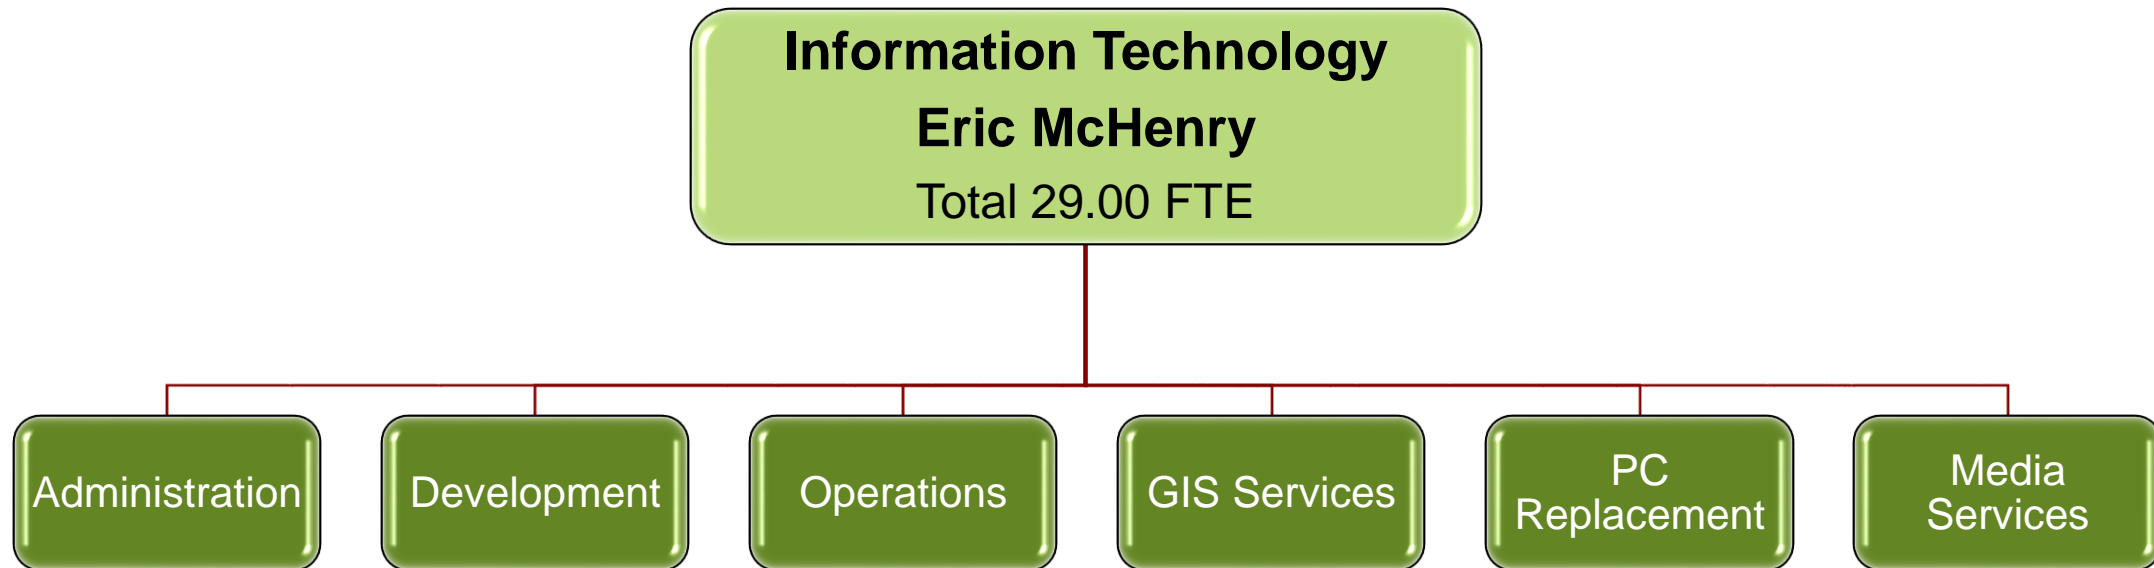 Information Technology
Eric McHenry
Total 29.00 FTE
Administration
Development
Operations
GIS Services
PC
Replacement
Media
Services